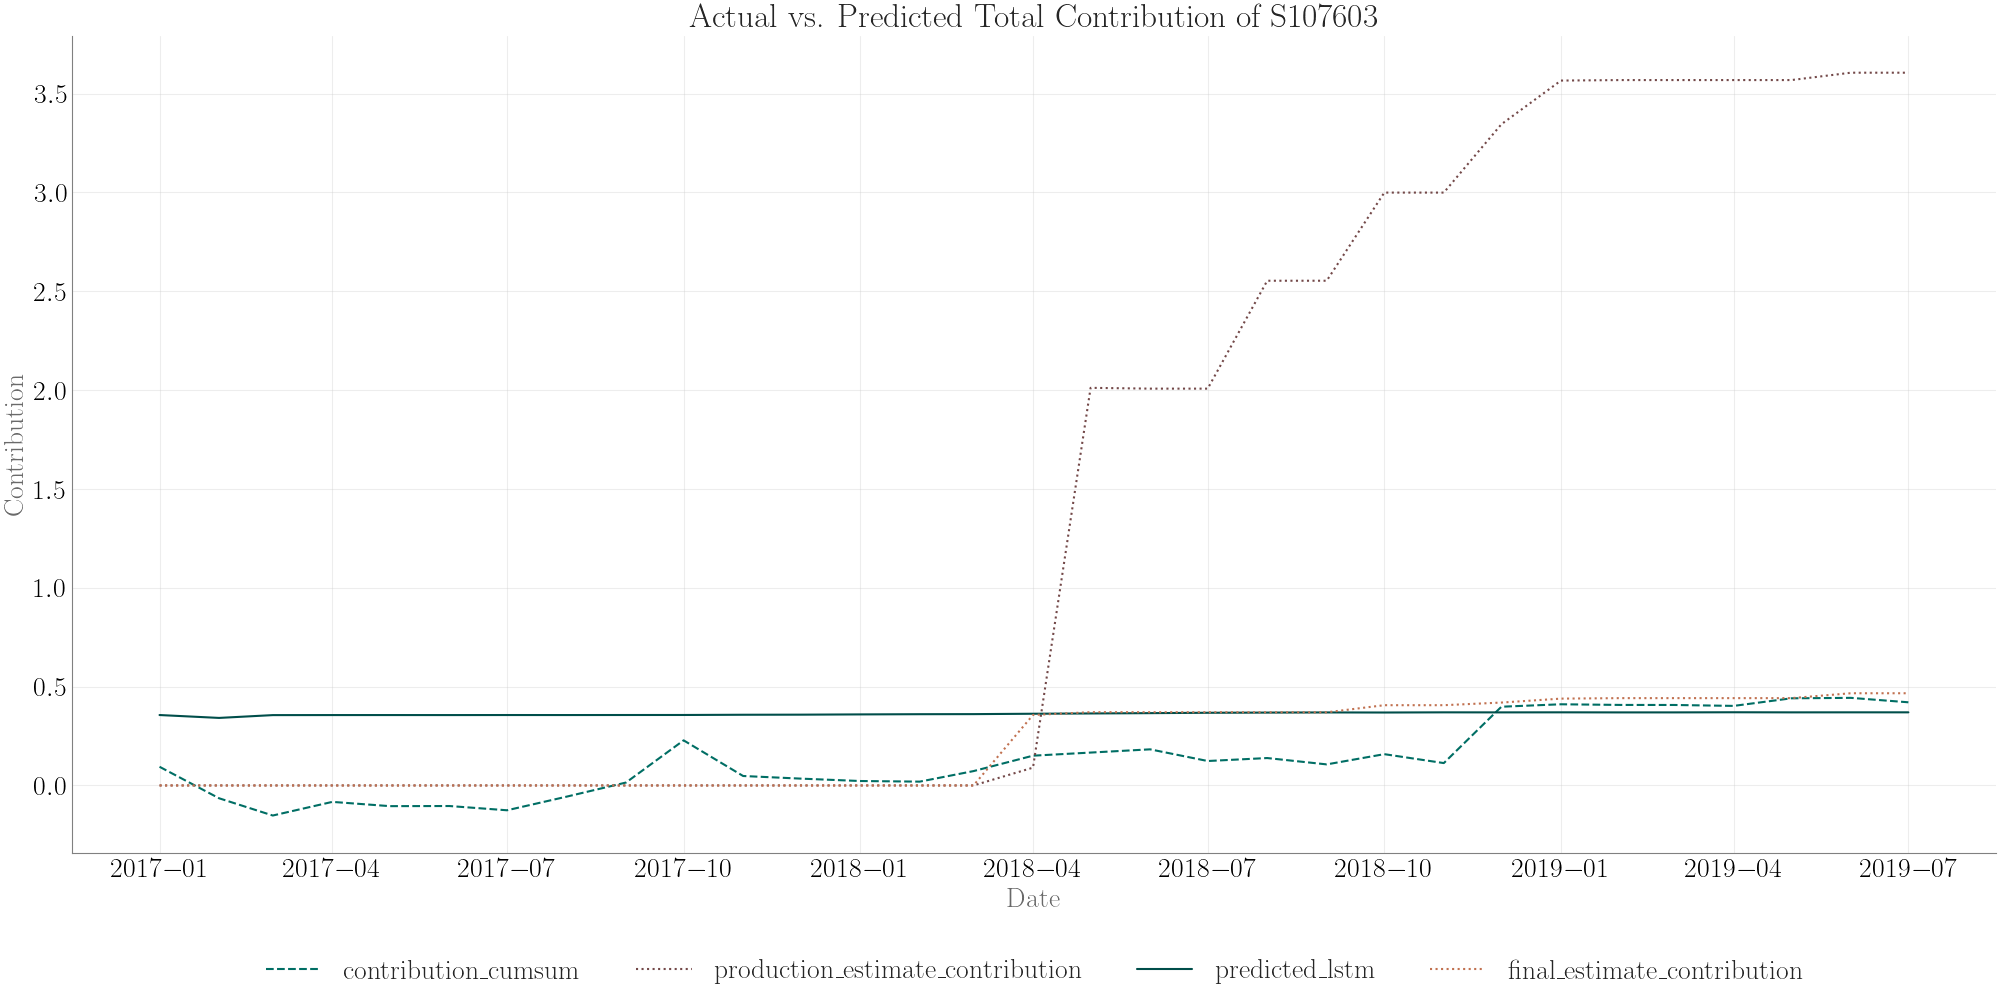 Actual vs. Predicted Total Contribution of S107603
3.5
3.0
2.5
2.0
1.5
1.0
0.5
0.0
Contribution
2017−01 2017−04 2017−07 2017−10 2018−01 2018−04 2018−07 2018−10 2019−01 2019−04 2019−07
Date
contribution_cumsum production_estimate_contribution predicted_lstm final_estimate_contribution